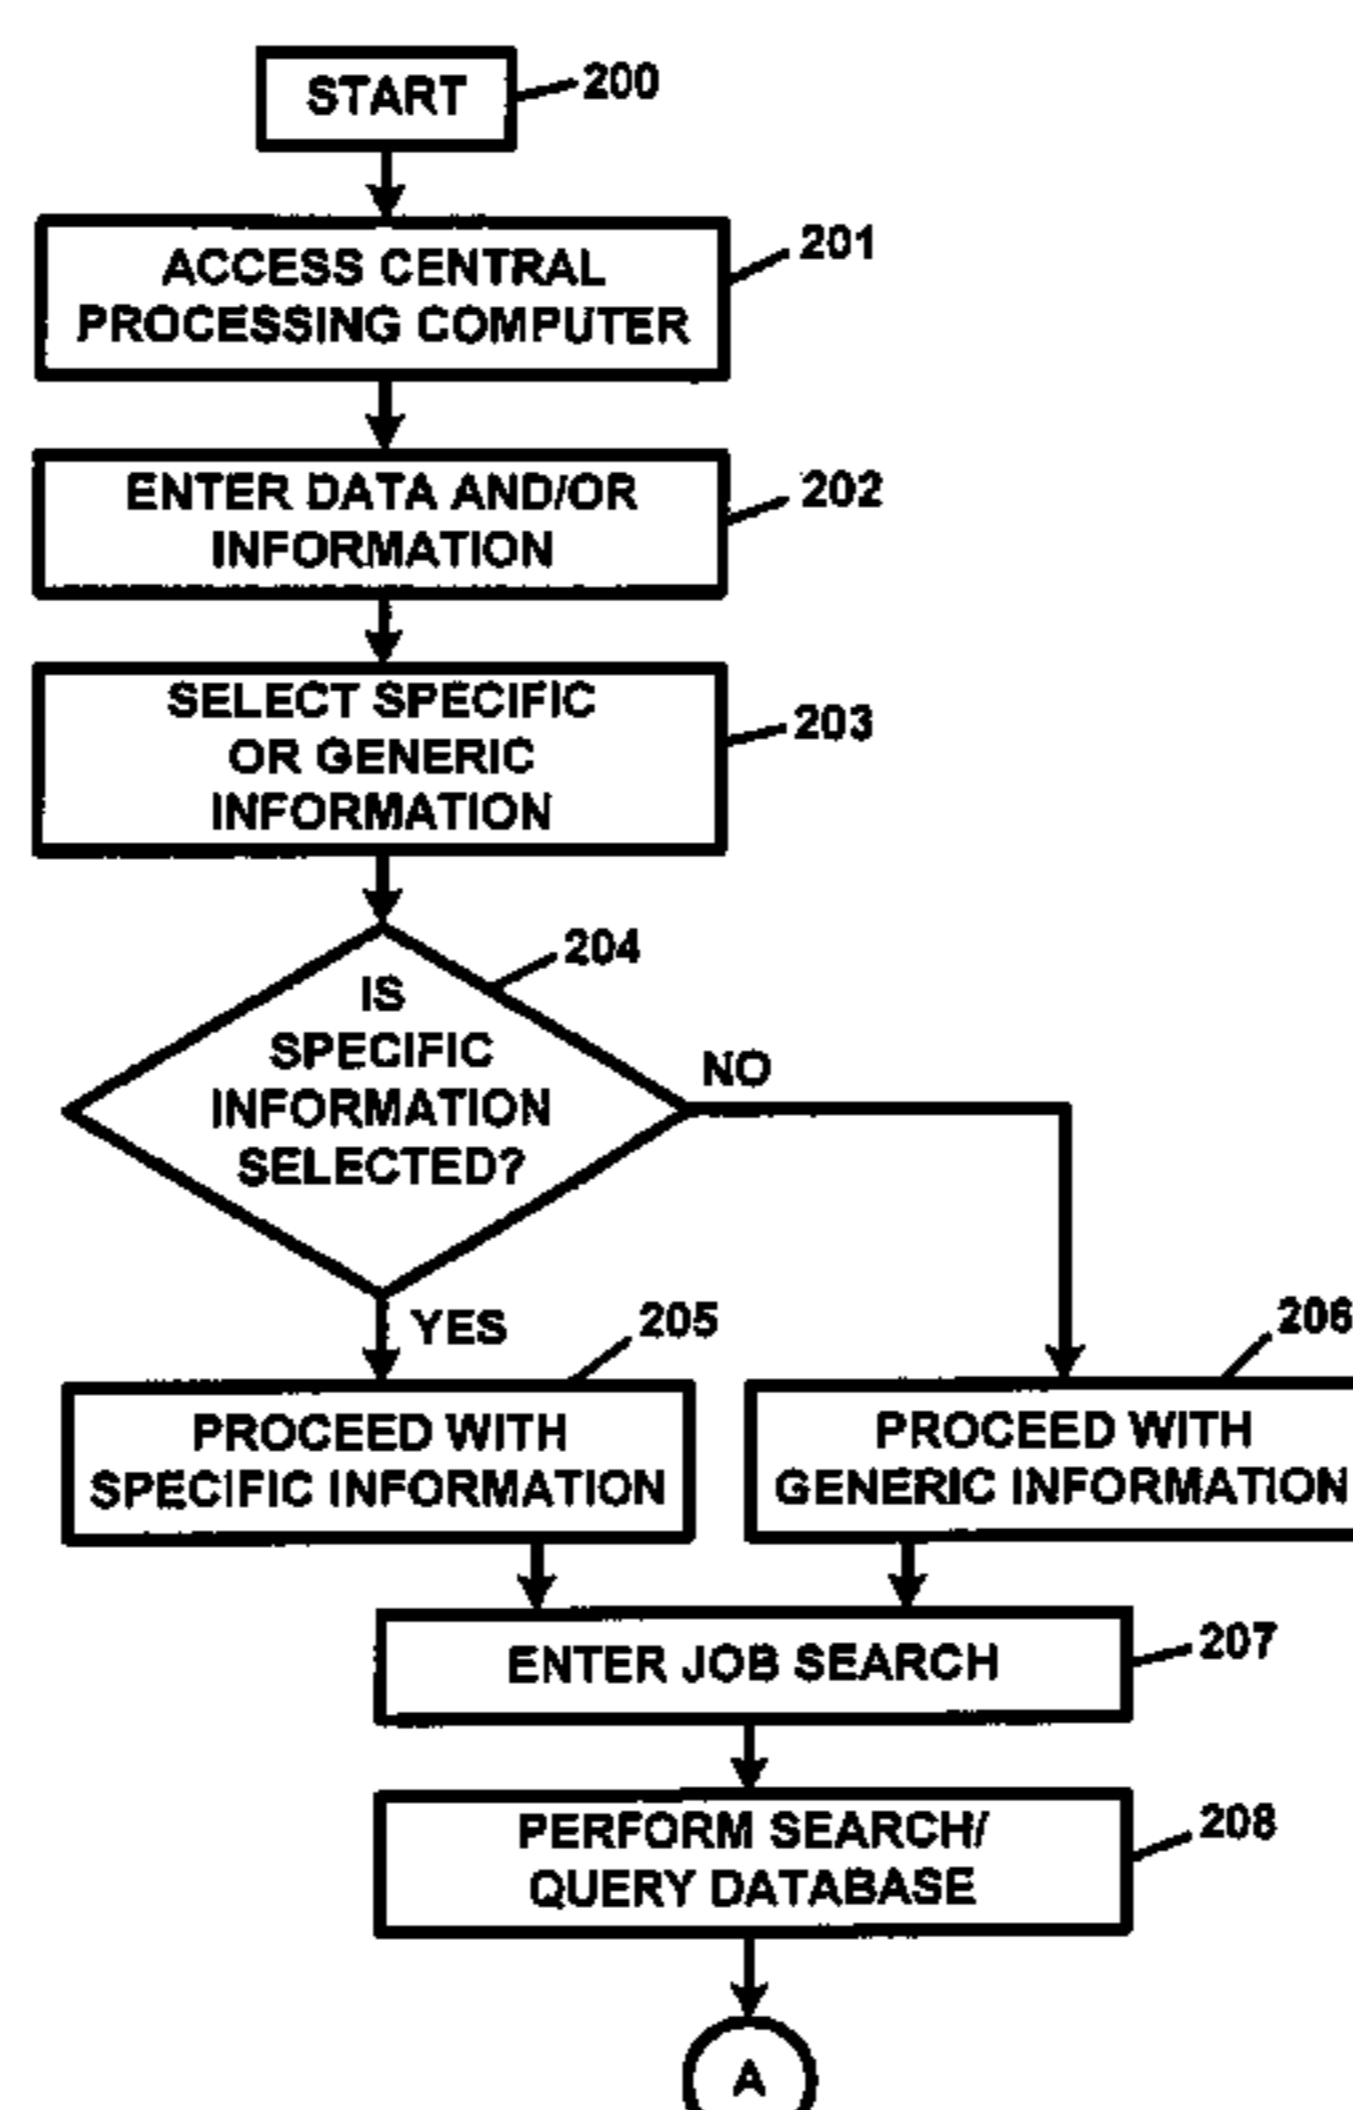 START
200
ACCESS CENTRAL
PROCESSING COMPUTER
201
ENTER DATA AND/OR
INFORMATION
202
SELECT SPECIFIC
OR GENERIC
INFORMATION
203
IS
SPECIFIC
INFORMATION
SELECTED?
204
NO
YES
205
206
PROCEED WITH
SPECIFIC INFORMATION
PROCEED WITH
GENERIC INFORMATION
ENTER JOB SEARCH
207
PERFORM SEARCH/
QUERY DATABASE
208
A